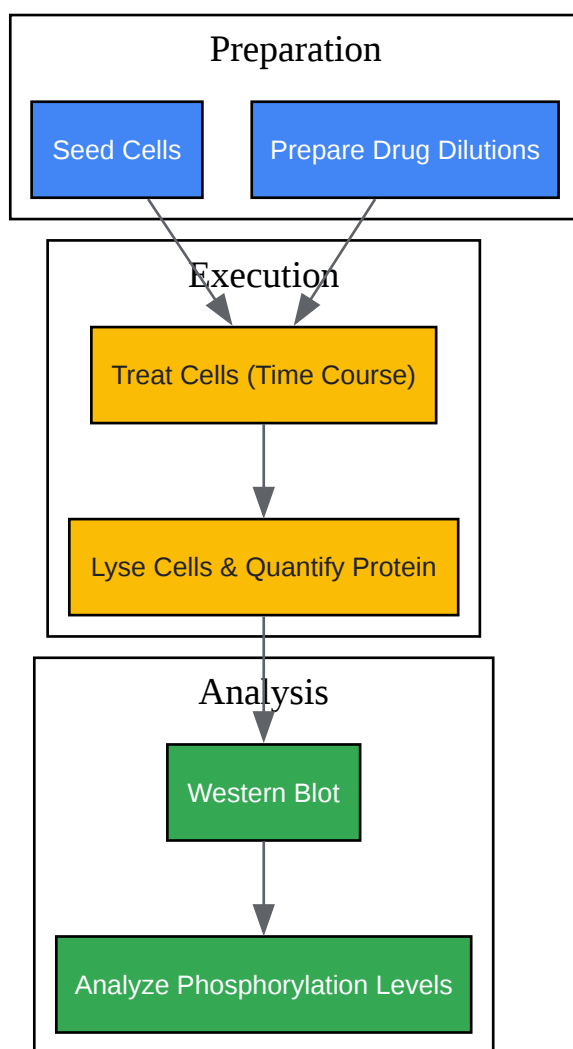 Preparation
Seed Cells
Prepare Drug Dilutions
Execution
Treat Cells (Time Course)
Lyse Cells & Quantify Protein
Analysis
Western Blot
Analyze Phosphorylation Levels